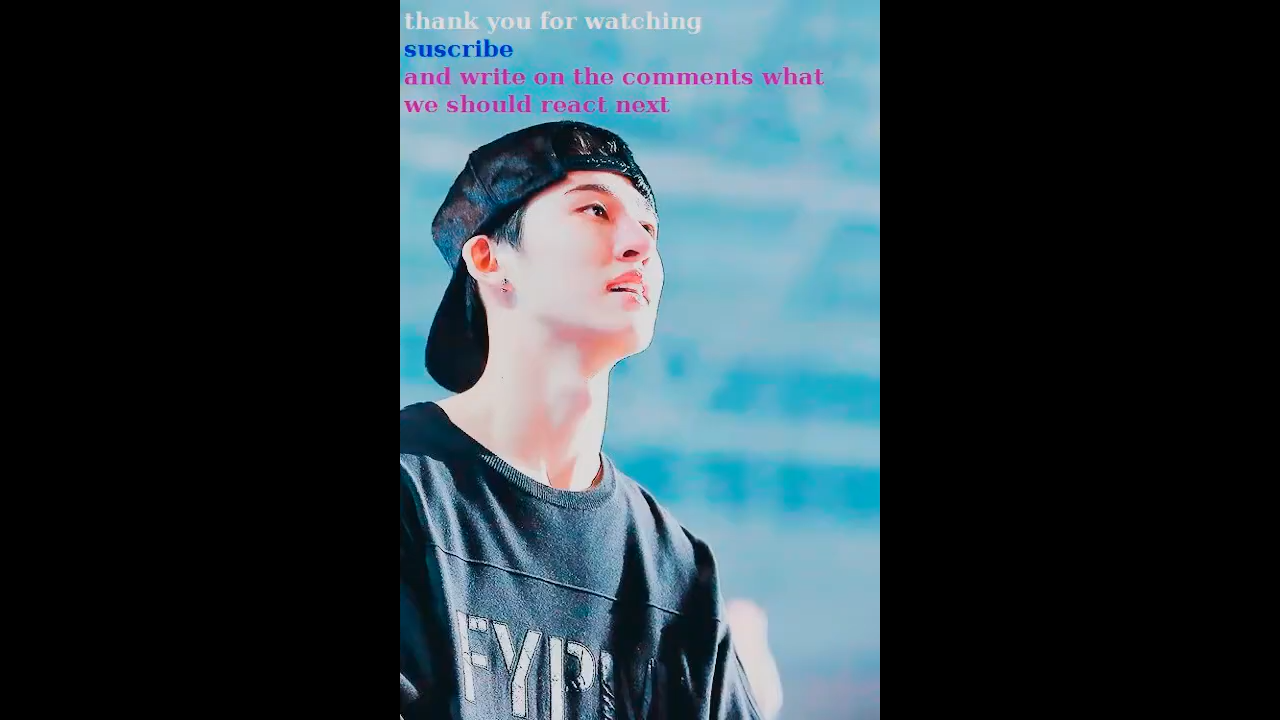 thank you for watching
suscribe
and write on the comments what
we should react next